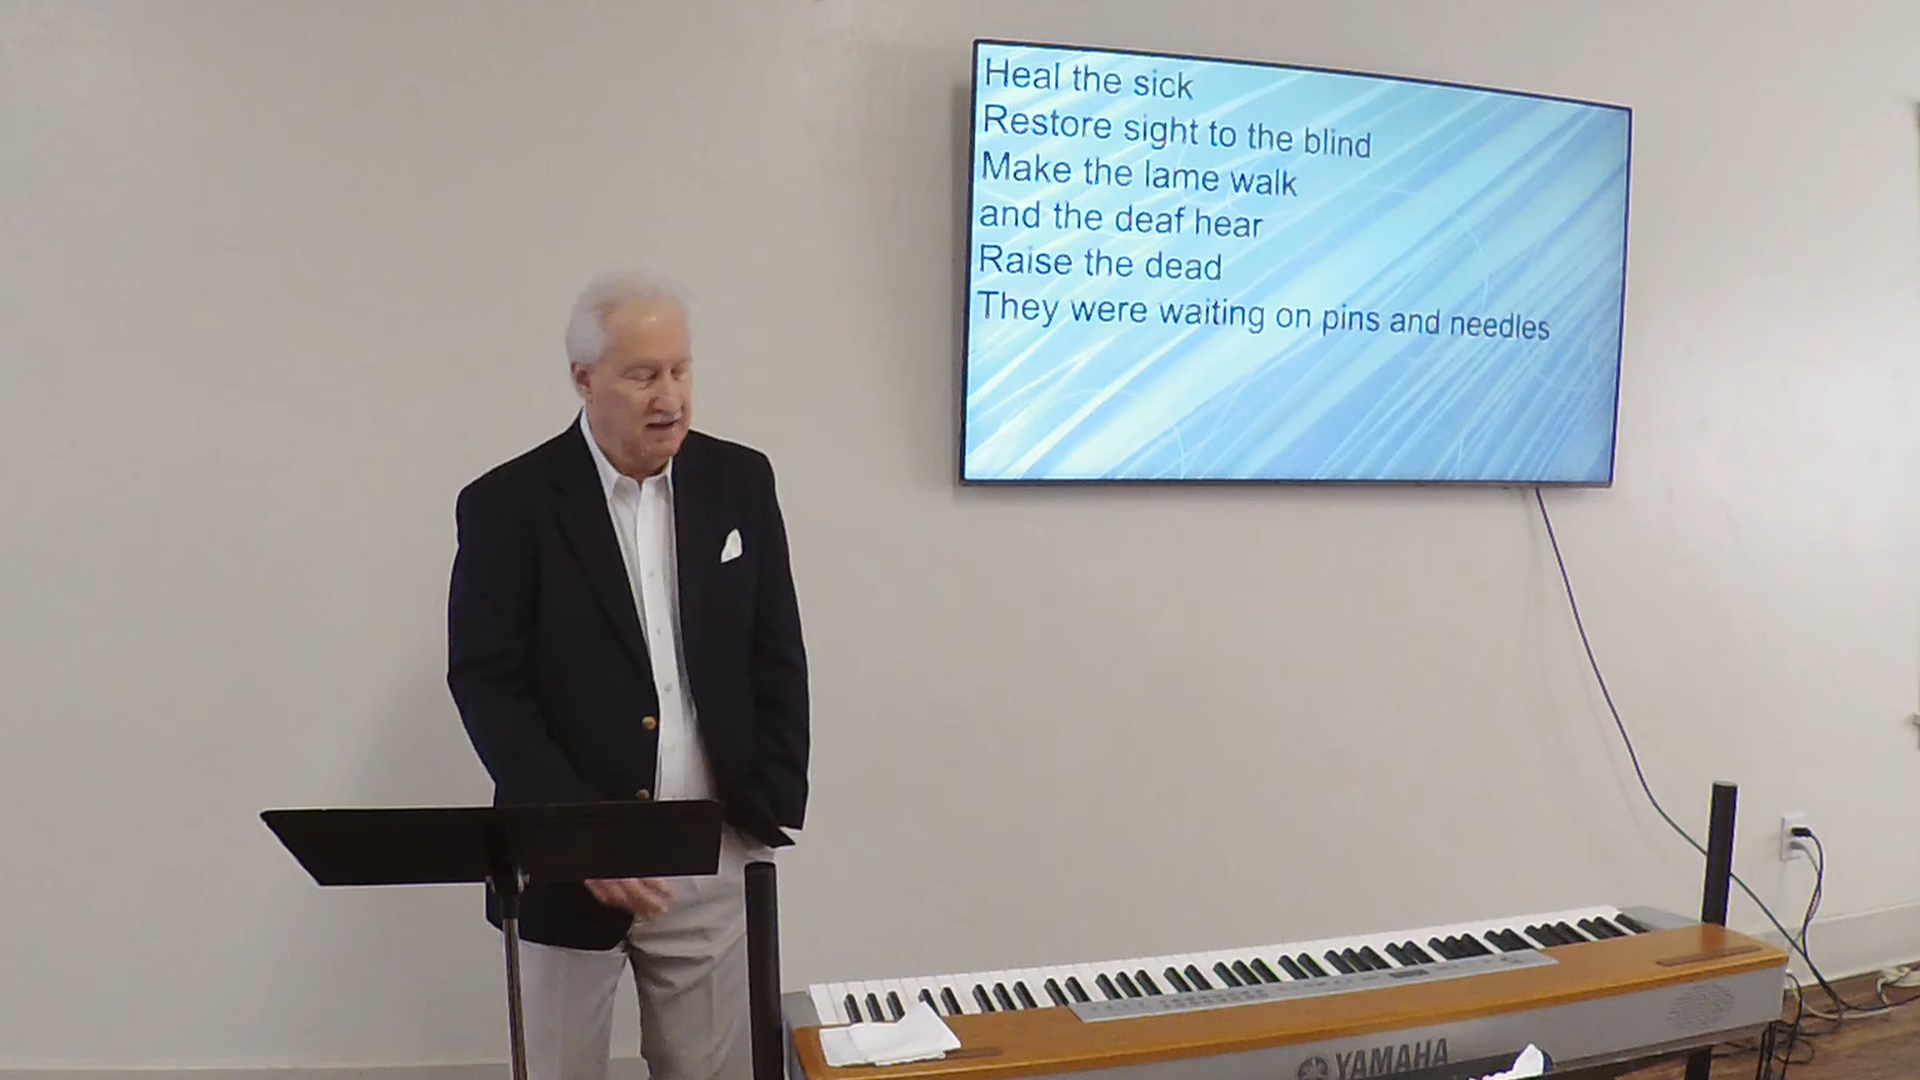 Heal the sick
Restore sight to the blind
Make the lame walk
and the deaf hear
Raise the dead
They were waiting on pins and needles
YAMAHA